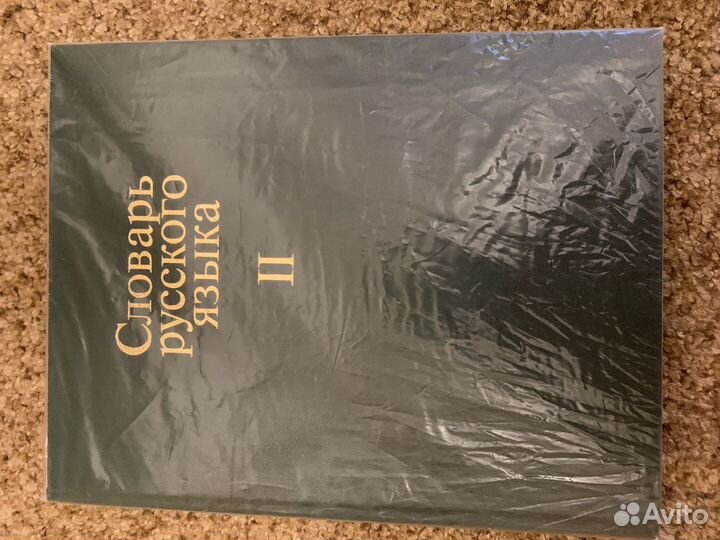 Словарь
русского
языка
II
Avito